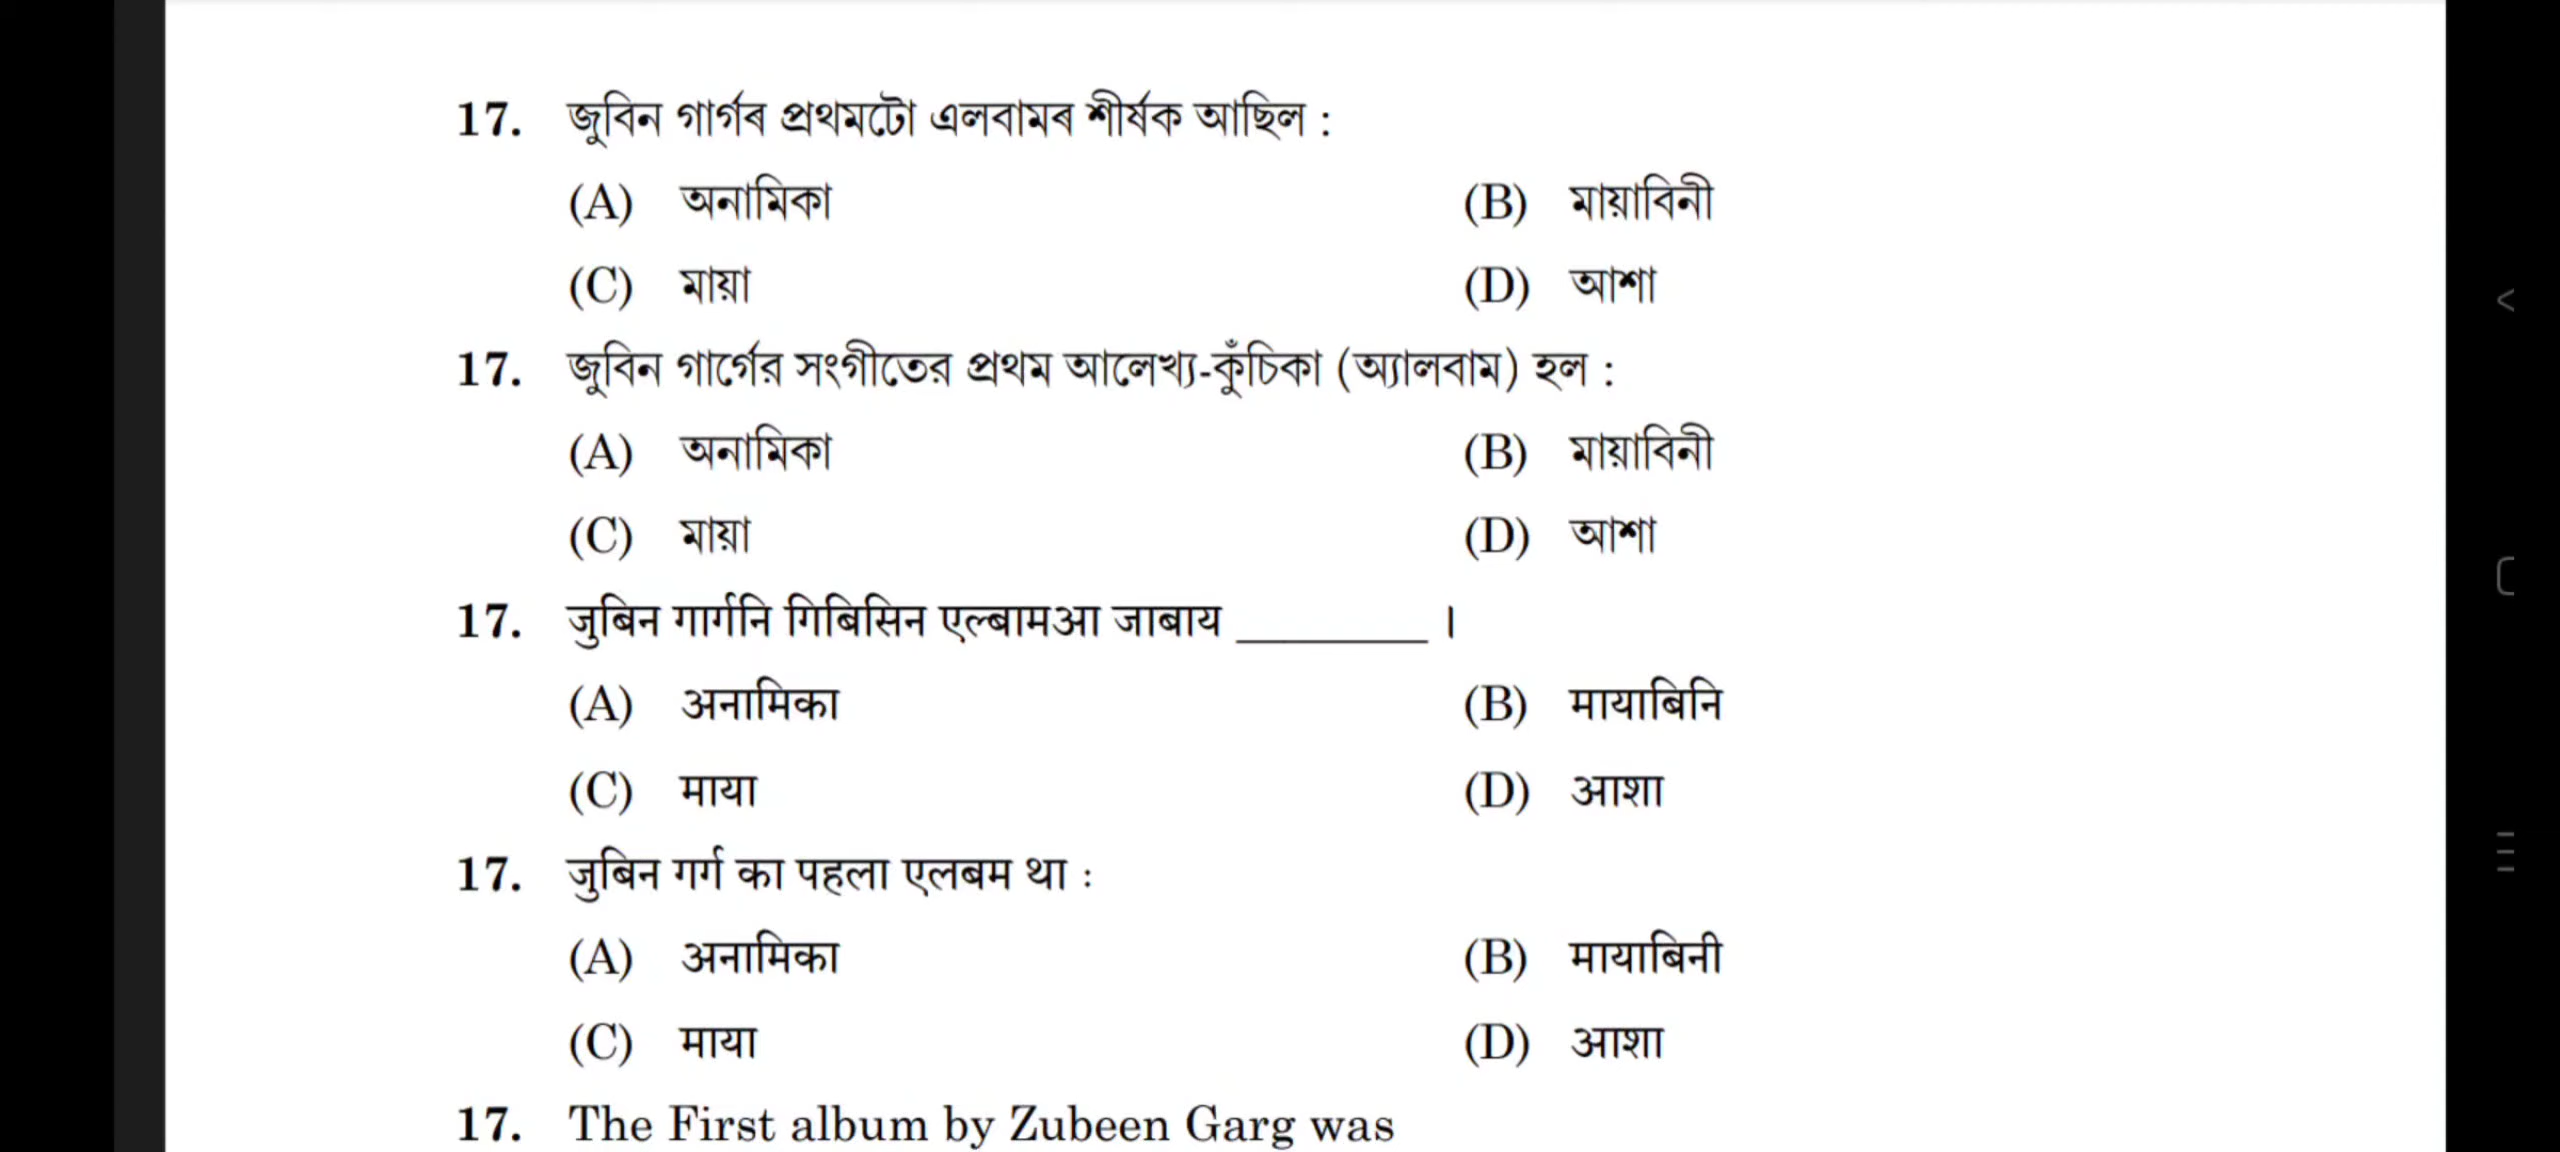 17. জুবিন গাৰ্গৰ প্ৰথমটো এলবামৰ শীৰ্ষক আছিল :
(A) অনামিকা (B) মায়াবিনী
(C) মায়া (D) আশা
17. জুবিন গার্গের সংগীতের প্রথম আলেখ্য-কুঁচিকা (অ্যালবাম) হল :
(A) অনামিকা (B) মায়াবিনী
(C) মায়া (D) আশা
17. जुबिन गार्गनि गिबिसिन एल्बामआ जाबाय ________ ।
(A) अनामिका (B) मायाबिनि
(C) माया (D) आशा
17. जुबिन गर्ग का पहला एलबम था :
(A) अनामिका (B) मायाबिनी
(C) माया (D) आशा
17. The First album by Zubeen Garg was